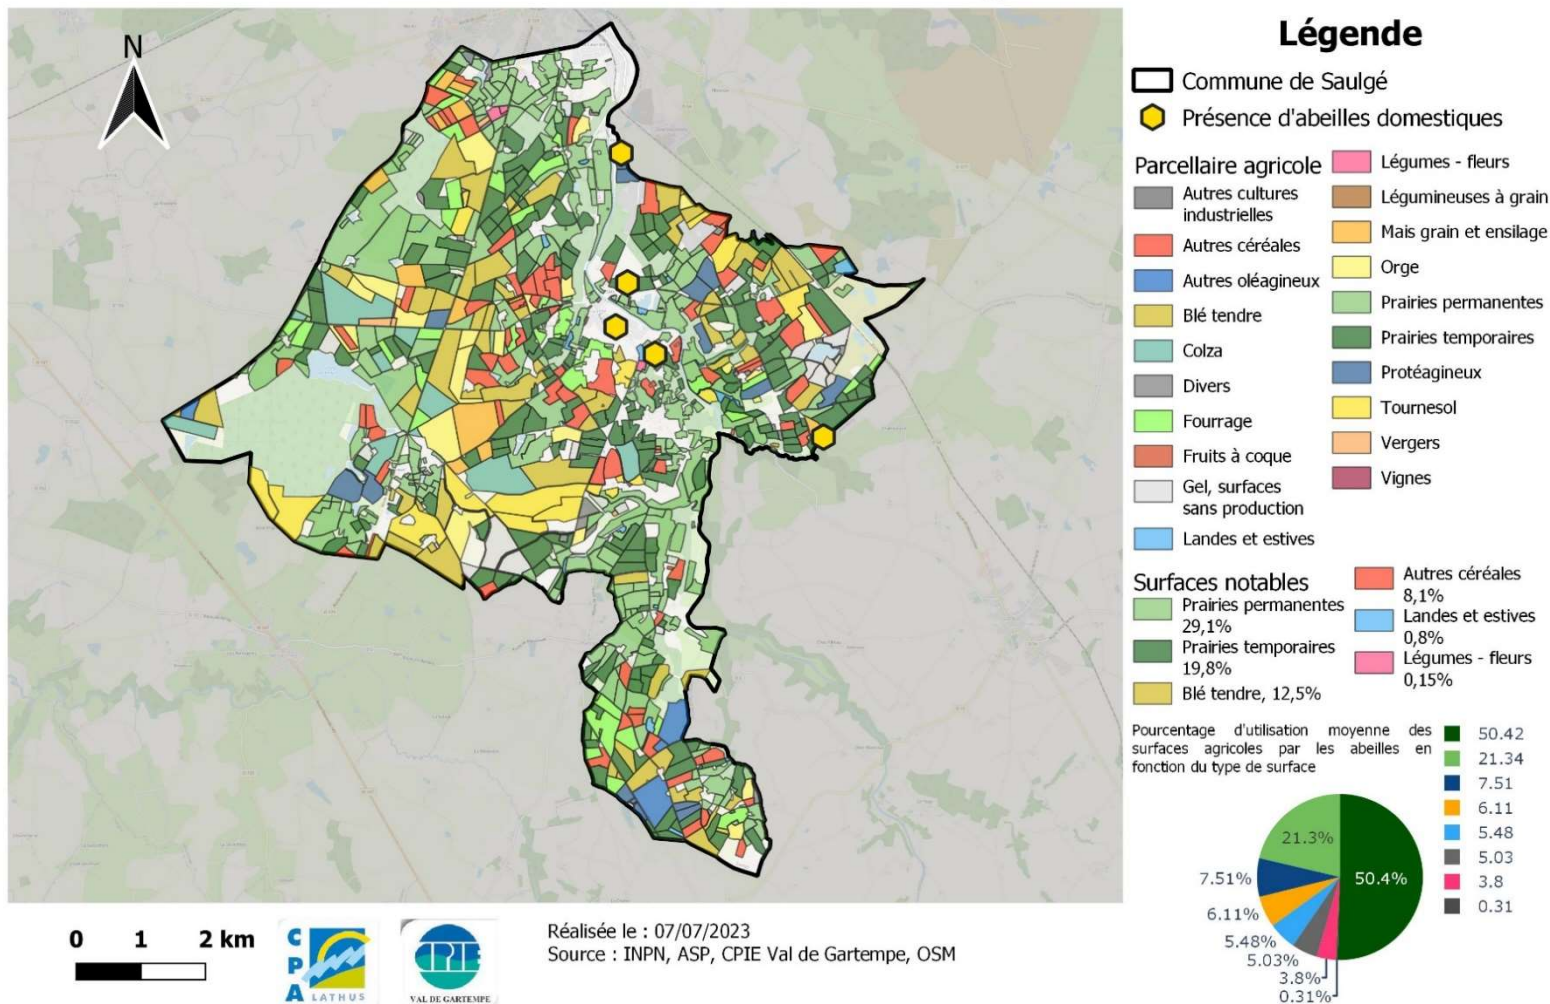 N
Légende
Commune de Saulgé
Présence d'abeilles domestiques
Parcellaire agricole
Autres cultures
industrielles
Autres céréales
Autres oléagineux
Blé tendre
Colza
Divers
Fourrage
Fruits à coque
Gel, surfaces
sans production
Landes et estives
Légumes - fleurs
Légumineuses à grain
Mais grain et ensilage
Orge
Prairies permanentes
Prairies temporaires
Protéagineux
Tournesol
Vergers
Vignes
Surfaces notables
Prairies permanentes
29,1%
Prairies temporaires
19,8%
Blé tendre, 12,5%
Autres céréales
8,1%
Landes et estives
0,8%
Légumes - fleurs
0,15%
Pourcentage d'utilisation moyenne des
surfaces agricoles par les abeilles en
fonction du type de surface
50.42
21.34
7.51
6.11
5.48
5.03
3.8
0.31
21.3%
50.4%
7.51%
6.11%
5.48%
5.03%
3.8%
0.31%
0 1 2 km
CPA
LATHUS
CPIE
VAL DE GARTEMPE
Réalisée le : 07/07/2023
Source : INPN, ASP, CPIE Val de Gartempe, OSM